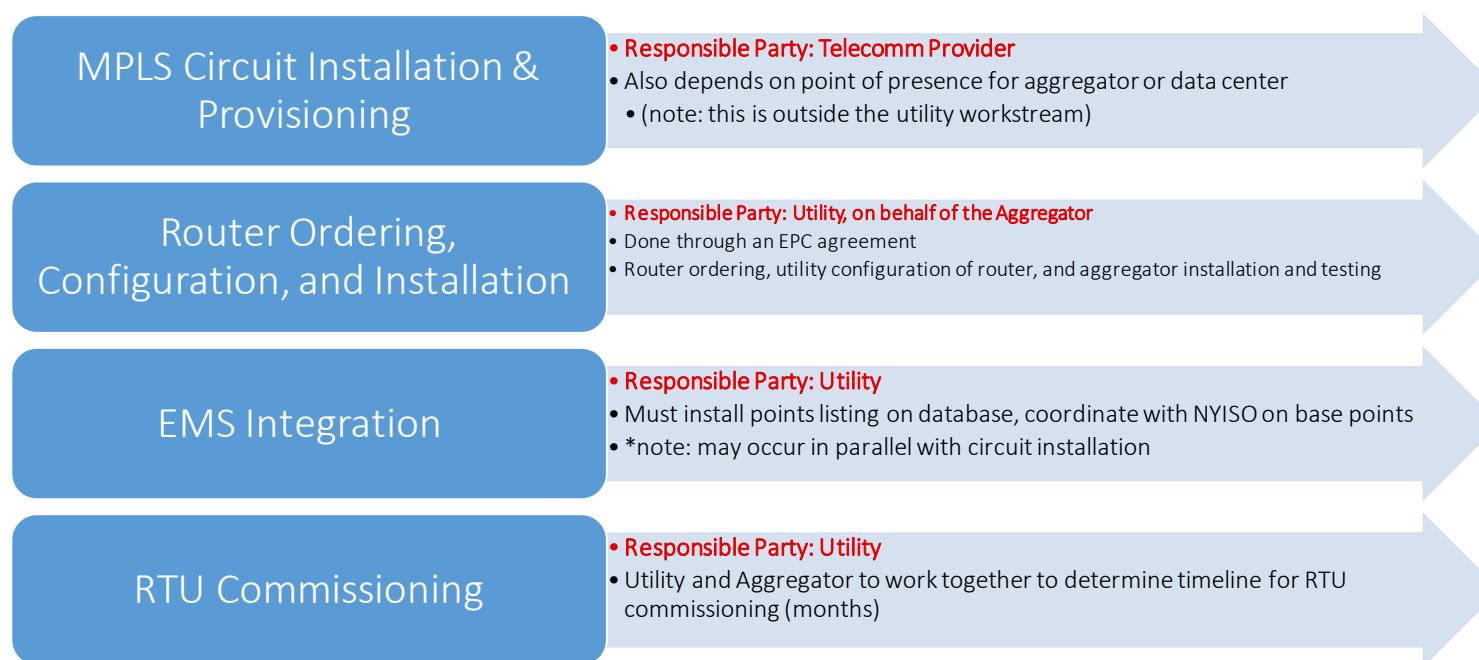 MPLS Circuit Installation &
Provisioning
• Responsible Party: Telecomm Provider
• Also depends on point of presence for aggregator or data center
• (note: this is outside the utility workstream)
Router Ordering,
Configuration, and Installation
• Responsible Party: Utility, on behalf of the Aggregator
• Done through an EPC agreement
• Router ordering, utility configuration of router, and aggregator installation and testing
EMS Integration
• Responsible Party: Utility
• Must install points listing on database, coordinate with NYISO on base points
• *note: may occur in parallel with circuit installation
RTU Commissioning
• Responsible Party: Utility
• Utility and Aggregator to work together to determine timeline for RTU
commissioning (months)